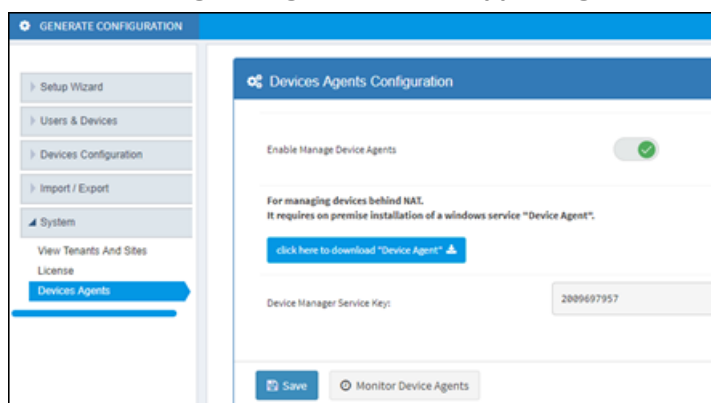 GENERATE CONFIGURATION
Setup Wizard
Users & Devices
Devices Configuration
Import / Export
System
View Tenants And Sites
License
Devices Agents
Devices Agents Configuration
Enable Manage Device Agents
For managing devices behind NAT.
It requires on premise installation of a windows service "Device Agent".
click here to download "Device Agent"
Device Manager Service Key:
2009697957
Save
Monitor Device Agents